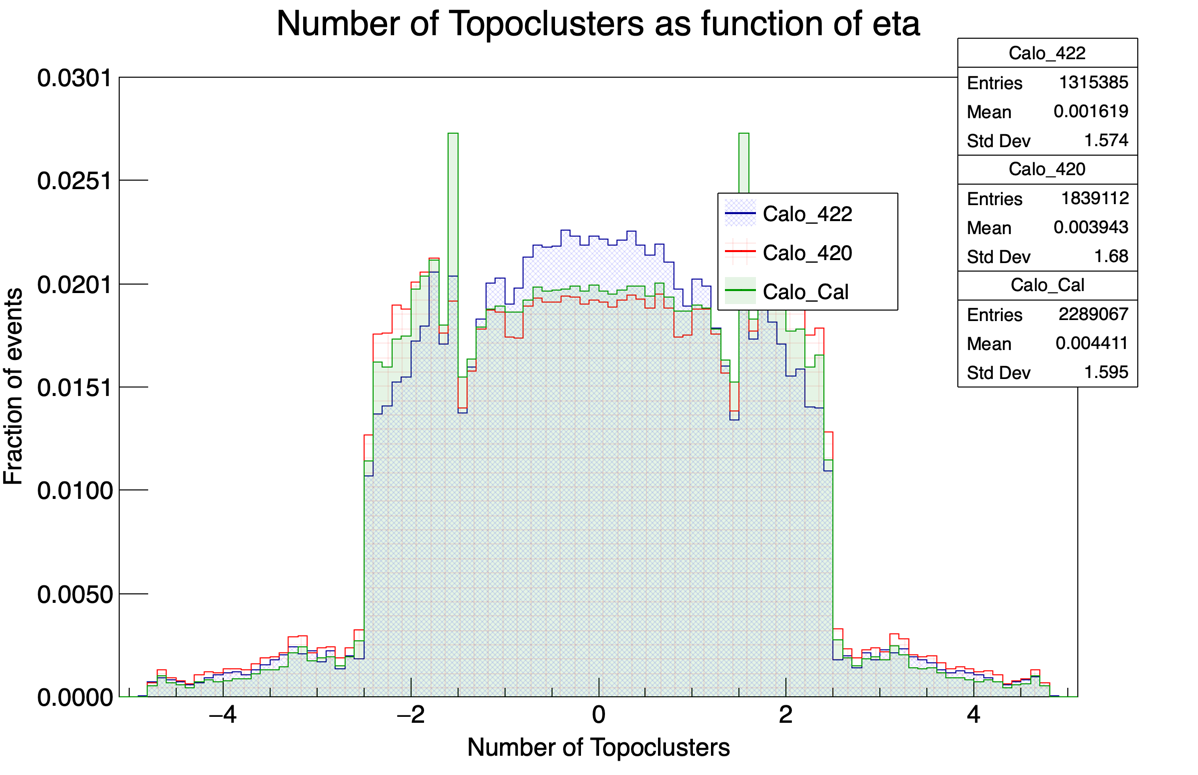 Number of Topoclusters as function of eta
Calo_422
Entries 1315385
Mean 0.001619
Std Dev 1.574
Calo_420
Entries 1839112
Mean 0.003943
Std Dev 1.68
Calo_Cal
Entries 2289067
Mean 0.004411
Std Dev 1.595
Calo_422
Calo_420
Calo_Cal
Fraction of events
0.0301
0.0251
0.0201
0.0151
0.0100
0.0050
0.0000
−4 −2 0 2 4
Number of Topoclusters